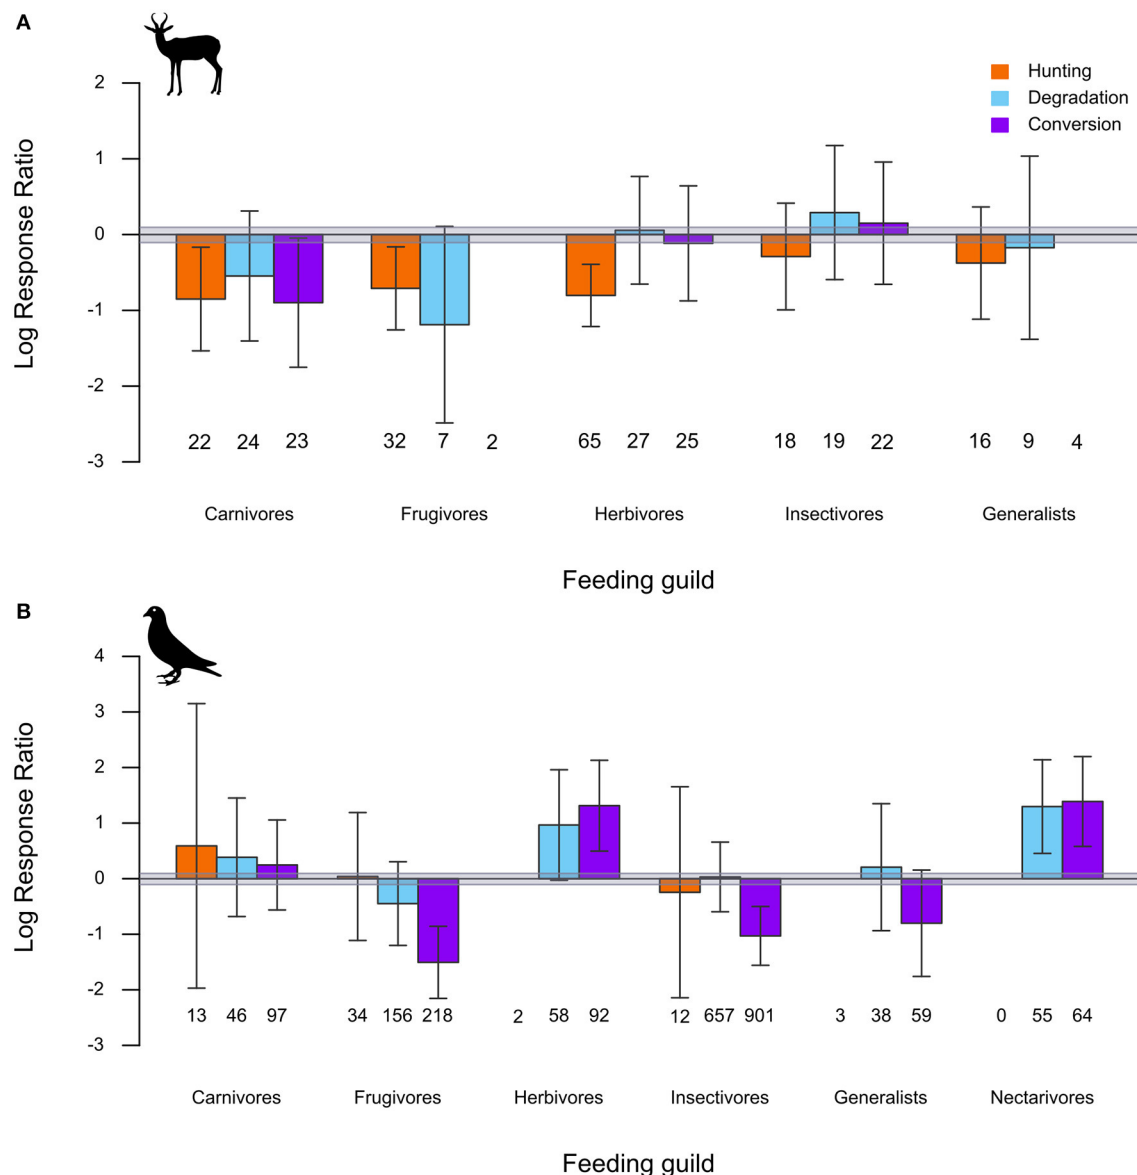 A
Hunting
Degradation
Conversion
Log Response Ratio
2
1
0
-1
-2
-3
22 24 23 32 7 2 65 27 25 18 19 22 16 9 4
Carnivores Frugivores Herbivores Insectivores Generalists
Feeding guild
B
Log Response Ratio
4
3
2
1
0
-1
-2
-3
13 46 97 34 156 218 2 58 92 12 657 901 3 38 59 0 55 64
Carnivores Frugivores Herbivores Insectivores Generalists Nectarivores
Feeding guild